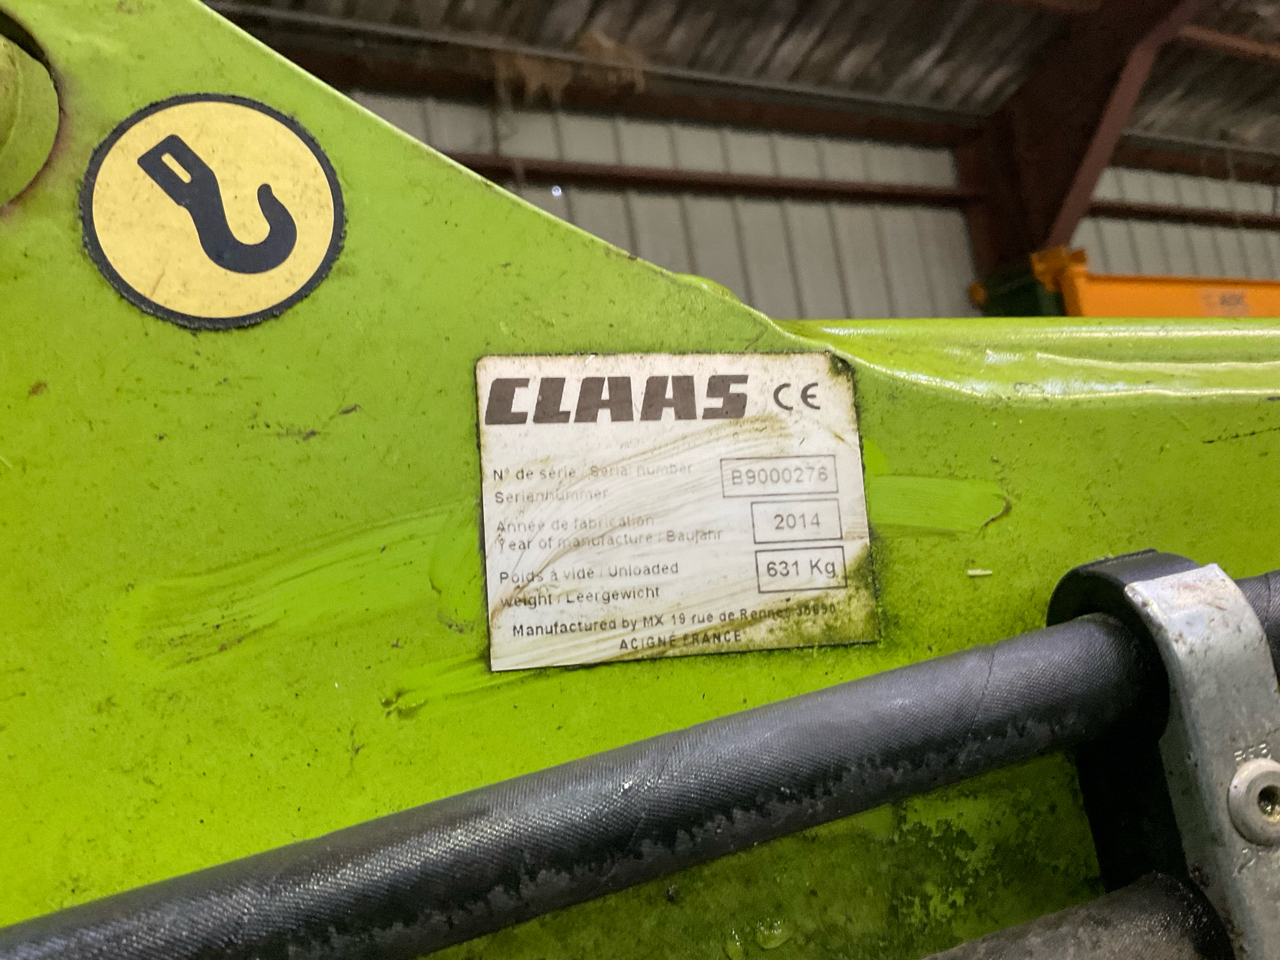 CLAAS CE
N° de série : Serial number
Seriennummer
B9000276
Année de fabrication
Year of manufacture : Baujahr
2014
Poids à vide : Unloaded
weight : Leergewicht
631 Kg
Manufactured by MX 19 rue de Rennes 35690
ACIGNÉ FRANCE